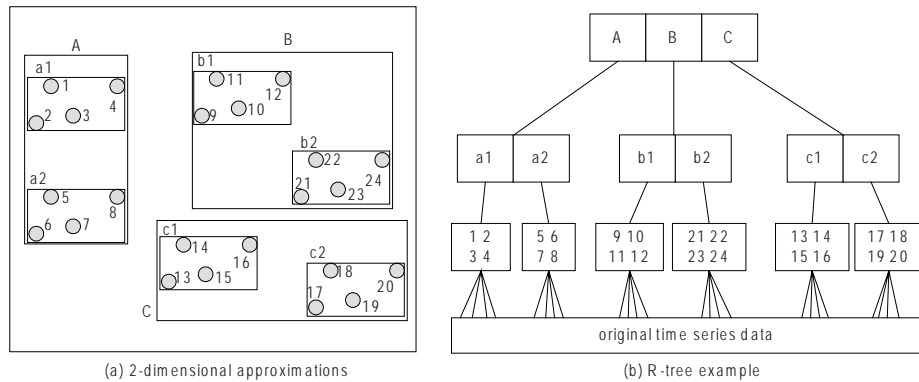 A
a1
1
4
2
3
a2
5
8
6
7
B
b1
11
12
9
10
b2
22
24
21
23
c1
14
16
13
15
c2
18
20
17
19
C
(a) 2-dimensional approximations
A B C
a1 a2 b1 b2 c1 c2
1 2
3 4
5 6
7 8
9 10
11 12
21 22
23 24
13 14
15 16
17 18
19 20
original time series data
(b) R-tree example